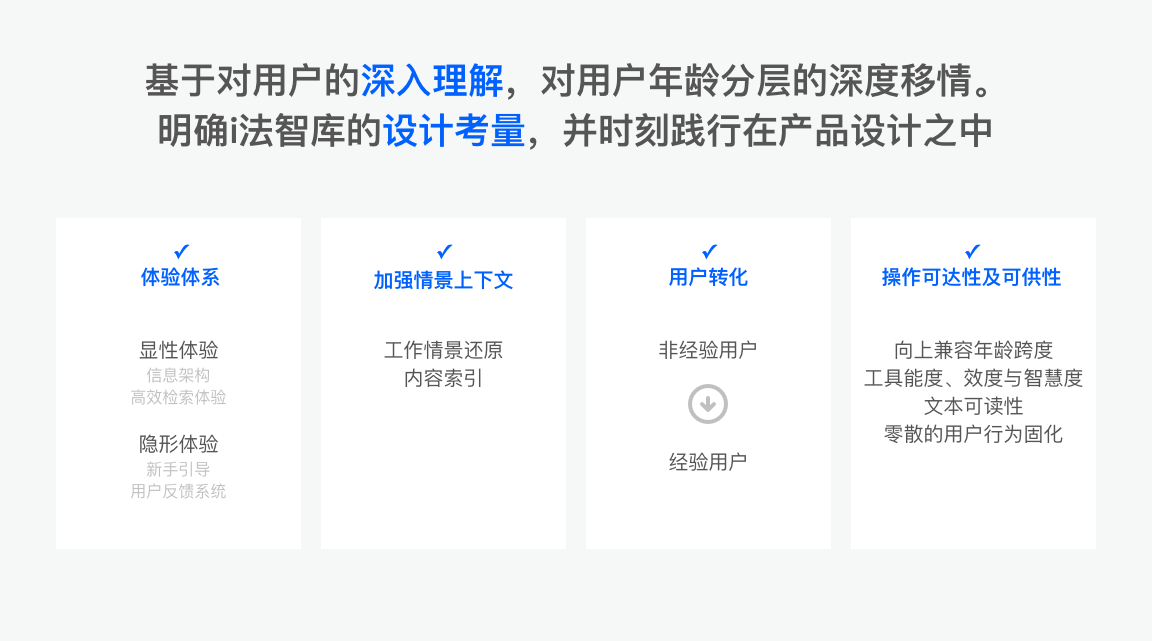 基于对用户的深入理解，对用户年龄分层的深度移情。
明确i法智库的设计考量，并时刻践行在产品设计之中
体验体系
显性体验
信息架构
高效检索体验
隐形体验
新手引导
用户反馈系统
加强情景上下文
工作情景还原
内容索引
用户转化
非经验用户
经验用户
操作可达性及可供性
向上兼容年龄跨度
工具能度、效度与智慧度
文本可读性
零散的用户行为固化